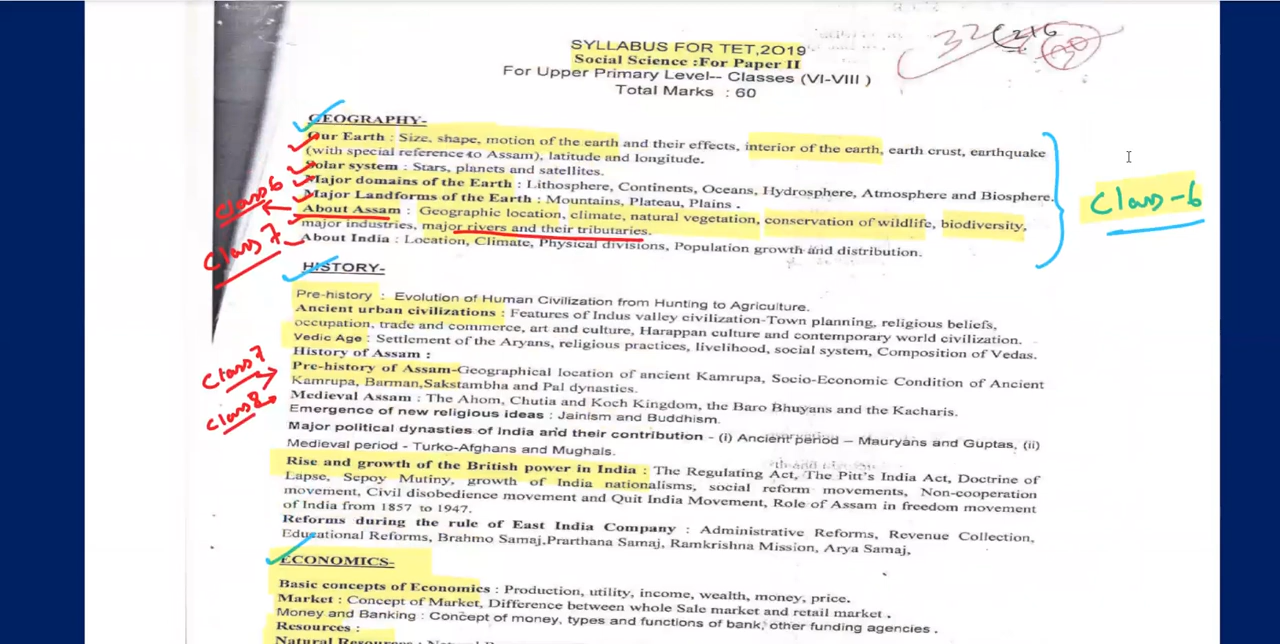 SYLLABUS FOR TET,2019
Social Science :For Paper II
For Upper Primary Level-- Classes (VI-VIII )
Total Marks : 60
GEOGRAPHY-
Our Earth : Size, shape, motion of the earth and their effects, interior of the earth, earth crust, earthquake
(with special reference to Assam), latitude and longitude.
Solar system : Stars, planets and satellites.
Major domains of the Earth : Lithosphere, Continents, Oceans, Hydrosphere, Atmosphere and Biosphere.
Major Landforms of the Earth : Mountains, Plateau, Plains .
About Assam : Geographic location, climate, natural vegetation, conservation of wildlife, biodiversity,
major industries, major rivers and their tributaries.
About India : Location, Climate, Physical divisions, Population growth and distribution.
Class 6
Class 7
Class-6
HISTORY-
Pre-history : Evolution of Human Civilization from Hunting to Agriculture.
Ancient urban civilizations : Features of Indus valley civilization-Town planning, religious beliefs,
occupation, trade and commerce, art and culture, Harappan culture and contemporary world civilization.
Vedic Age : Settlement of the Aryans, religious practices, livelihood, social system, Composition of Vedas.
History of Assam :
Pre-history of Assam-Geographical location of ancient Kamrupa, Socio-Economic Condition of Ancient
Kamrupa, Barman,Sakstambha and Pal dynasties.
Medieval Assam : The Ahom, Chutia and Koch Kingdom, the Baro Bhuyans and the Kacharis.
Class 7
Class 8
Emergence of new religious ideas : Jainism and Buddhism.
Major political dynasties of India and their contribution - (i) Ancient period – Mauryans and Guptas, (ii)
Medieval period - Turko-Afghans and Mughals.
Rise and growth of the British power in India : The Regulating Act, The Pitt's India Act, Doctrine of
Lapse, Sepoy Mutiny, growth of India nationalisms, social reform movements, Non-cooperation
movement, Civil disobedience movement and Quit India Movement, Role of Assam in freedom movement
of India from 1857 to 1947.
Reforms during the rule of East India Company : Administrative Reforms, Revenue Collection,
Educational Reforms, Brahmo Samaj,Prarthana Samaj, Ramkrishna Mission, Arya Samaj,
ECONOMICS-
Basic concepts of Economics : Production, utility, income, wealth, money, price.
Market : Concept of Market, Difference between whole Sale market and retail market .
Money and Banking : Concept of money, types and functions of bank, other funding agencies .
Resources :
Natural Resources :